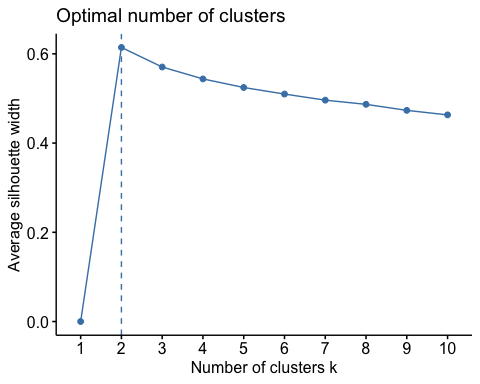 Optimal number of clusters
Average silhouette width
0.6
0.4
0.2
0.0
1 2 3 4 5 6 7 8 9 10
Number of clusters k